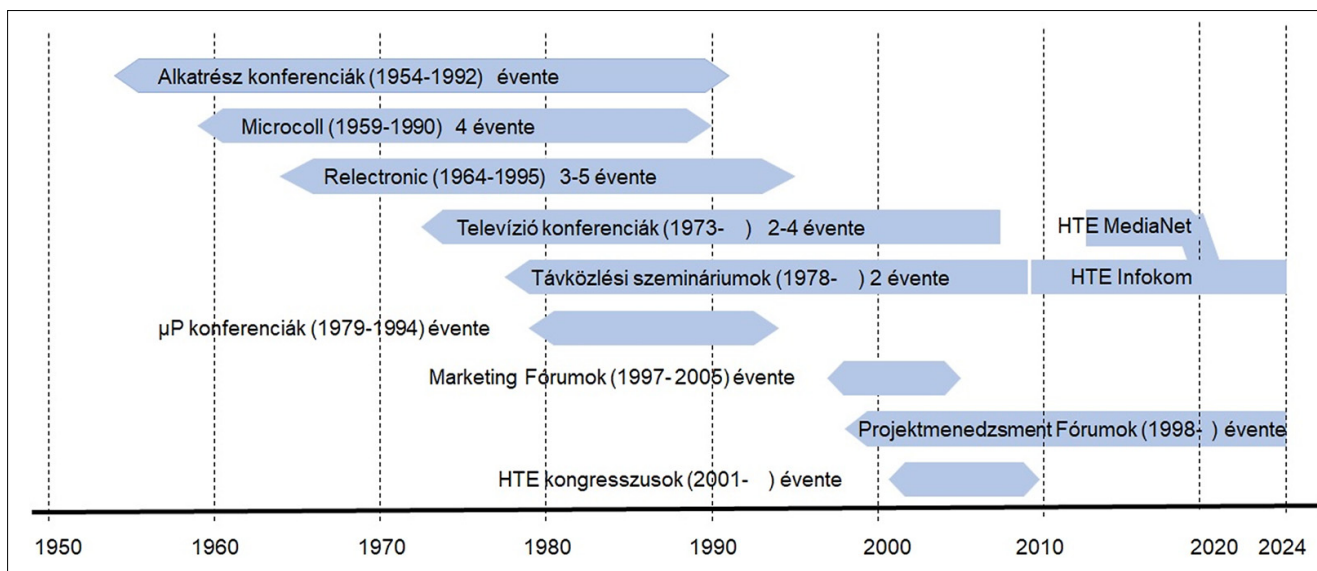 Alkatrész konferenciák (1954-1992) évente
Microcoll (1959-1990) 4 évente
Relectronic (1964-1995) 3-5 évente
Televízió konferenciák (1973- ) 2-4 évente
HTE MediaNet
Távközlési szemináriumok (1978- ) 2 évente
HTE Infokom
µP konferenciák (1979-1994) évente
Marketing Fórumok (1997-2005) évente
Projektmenedzsment Fórumok (1998- ) évente
HTE kongresszusok (2001- ) évente
1950 1960 1970 1980 1990 2000 2010 2020 2024